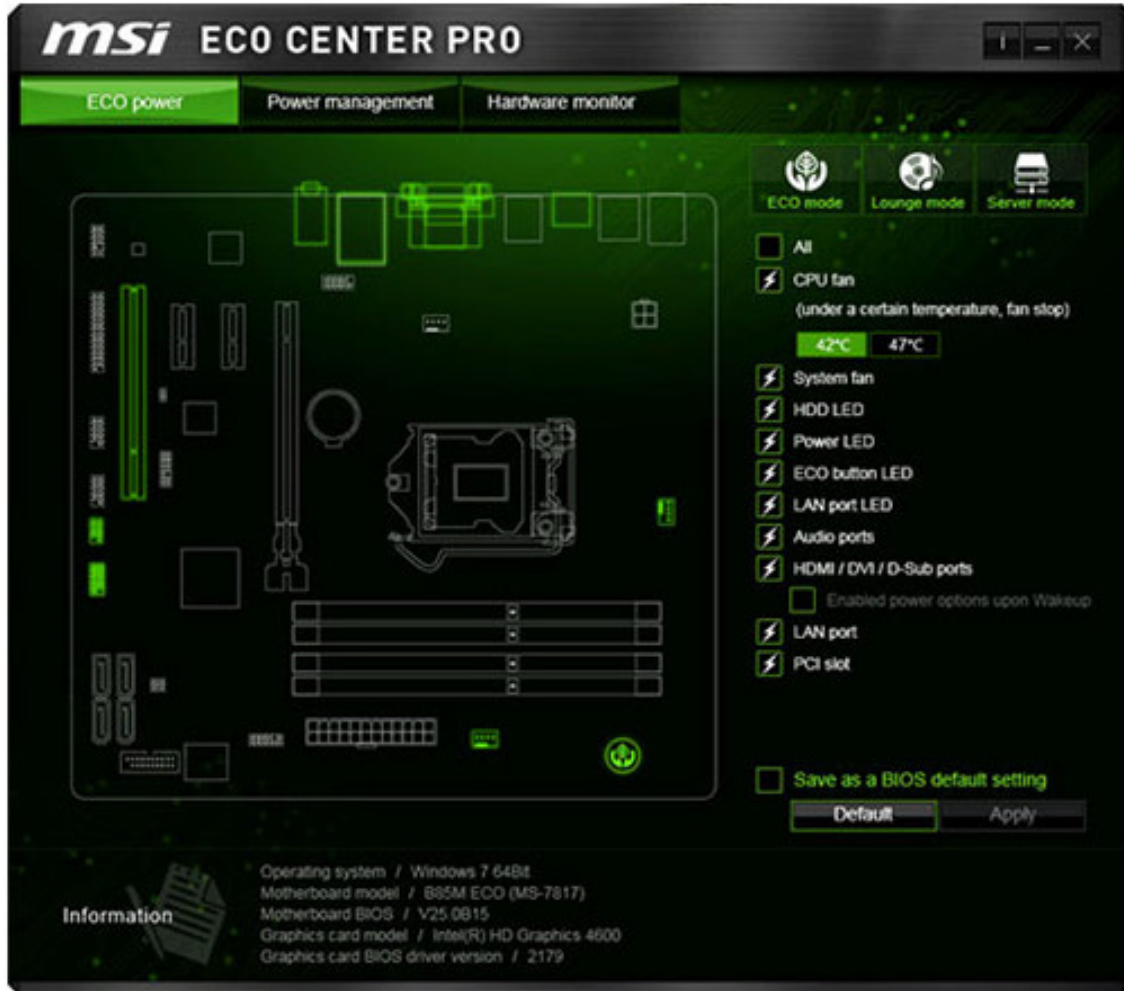 msi ECO CENTER PRO
i
ECO power Power management Hardware monitor
ECO mode Lounge mode Server mode
All
CPU fan
(under a certain temperature, fan stop)
42°C 47°C
System fan
HDD LED
Power LED
ECO button LED
LAN port LED
Audio ports
HDMI / DVI / D-Sub ports
Enabled power options upon Wakeup
LAN port
PCI slot
Save as a BIOS default setting
Default Apply
Information
Operating system / Windows 7 64Bit
Motherboard model / B85M ECO (MS-7817)
Motherboard BIOS / V25.0B15
Graphics card model / Intel(R) HD Graphics 4600
Graphics card BIOS driver version / 2179